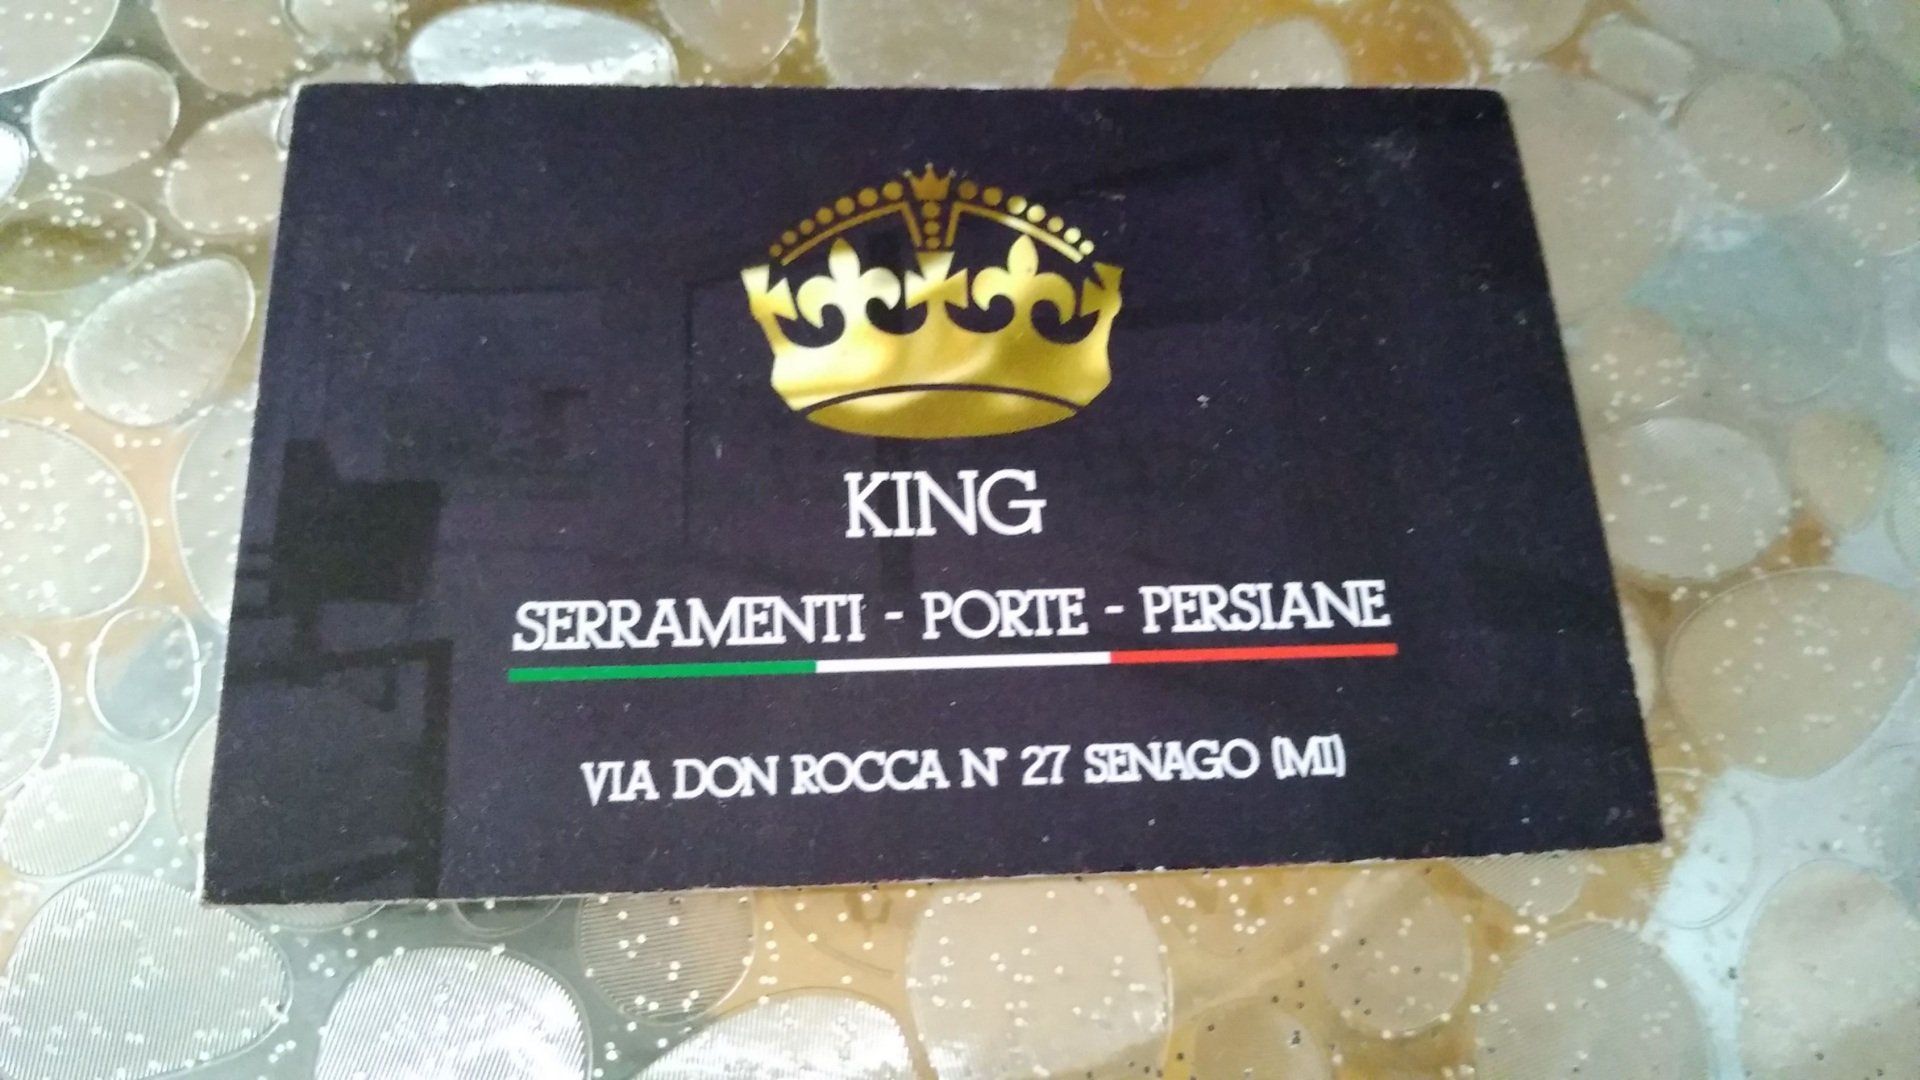 KING
SERRAMENTI - PORTE - PERSIANE
VIA DON ROCCA N° 27 SENAGO (MI)